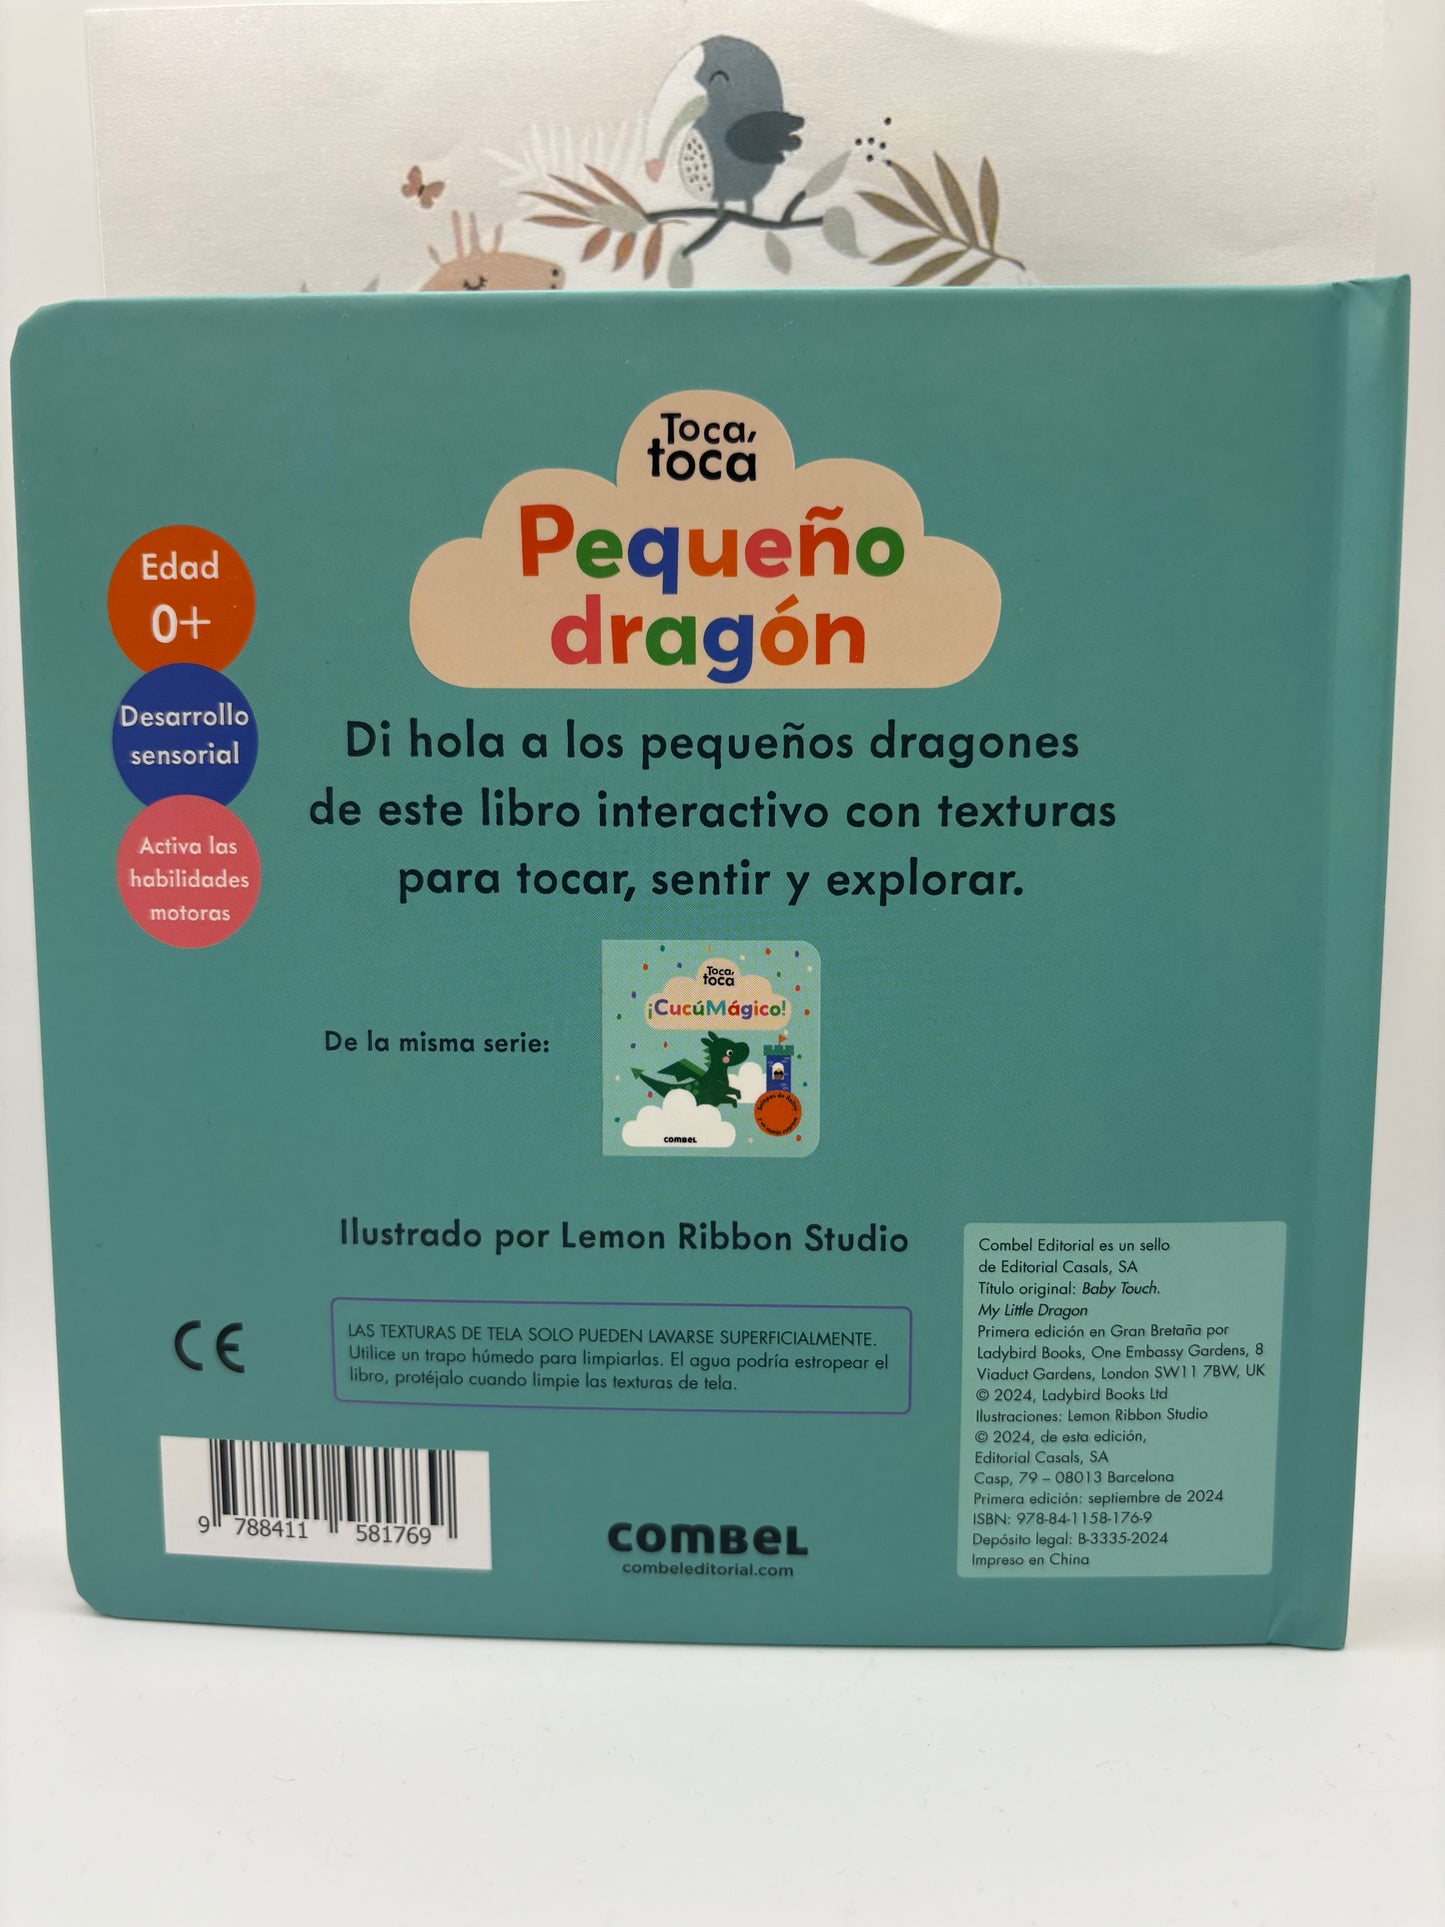 Toca,
toca
Pequeño
dragón
Edad
0+
Desarrollo
sensorial
Activa las
habilidades
motoras
Di hola a los pequeños dragones
de este libro interactivo con texturas
para tocar, sentir y explorar.
De la misma serie:
Toca,
toca
¡CucúMágico!
COMBEL
Ilustrado por Lemon Ribbon Studio
CE
LAS TEXTURAS DE TELA SOLO PUEDEN LAVARSE SUPERFICIALMENTE.
Utilice un trapo húmedo para limpiarlas. El agua podría estropear el
libro, protéjalo cuando limpie las texturas de tela.
9 788411 581769
COMBEL
combeleditorial.com
Combel Editorial es un sello
de Editorial Casals, SA
Título original: Baby Touch.
My Little Dragon
Primera edición en Gran Bretaña por
Ladybird Books, One Embassy Gardens, 8
Viaduct Gardens, London SW11 7BW, UK
© 2024, Ladybird Books Ltd
Ilustraciones: Lemon Ribbon Studio
© 2024, de esta edición,
Editorial Casals, SA
Casp, 79 – 08013 Barcelona
Primera edición: septiembre de 2024
ISBN: 978-84-1158-176-9
Depósito legal: B-3335-2024
Impreso en China